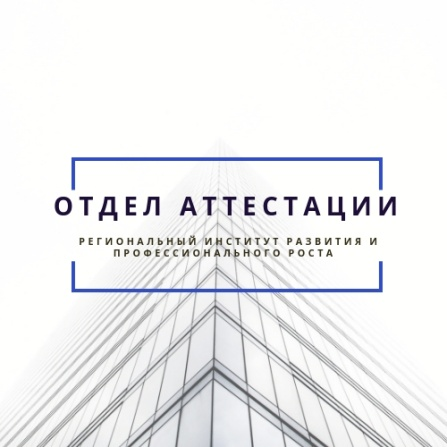 ОТДЕЛ АТТЕСТАЦИИ
РЕГИОНАЛЬНЫЙ ИНСТИТУТ РАЗВИТИЯ И
ПРОФЕССИОНАЛЬНОГО РОСТА